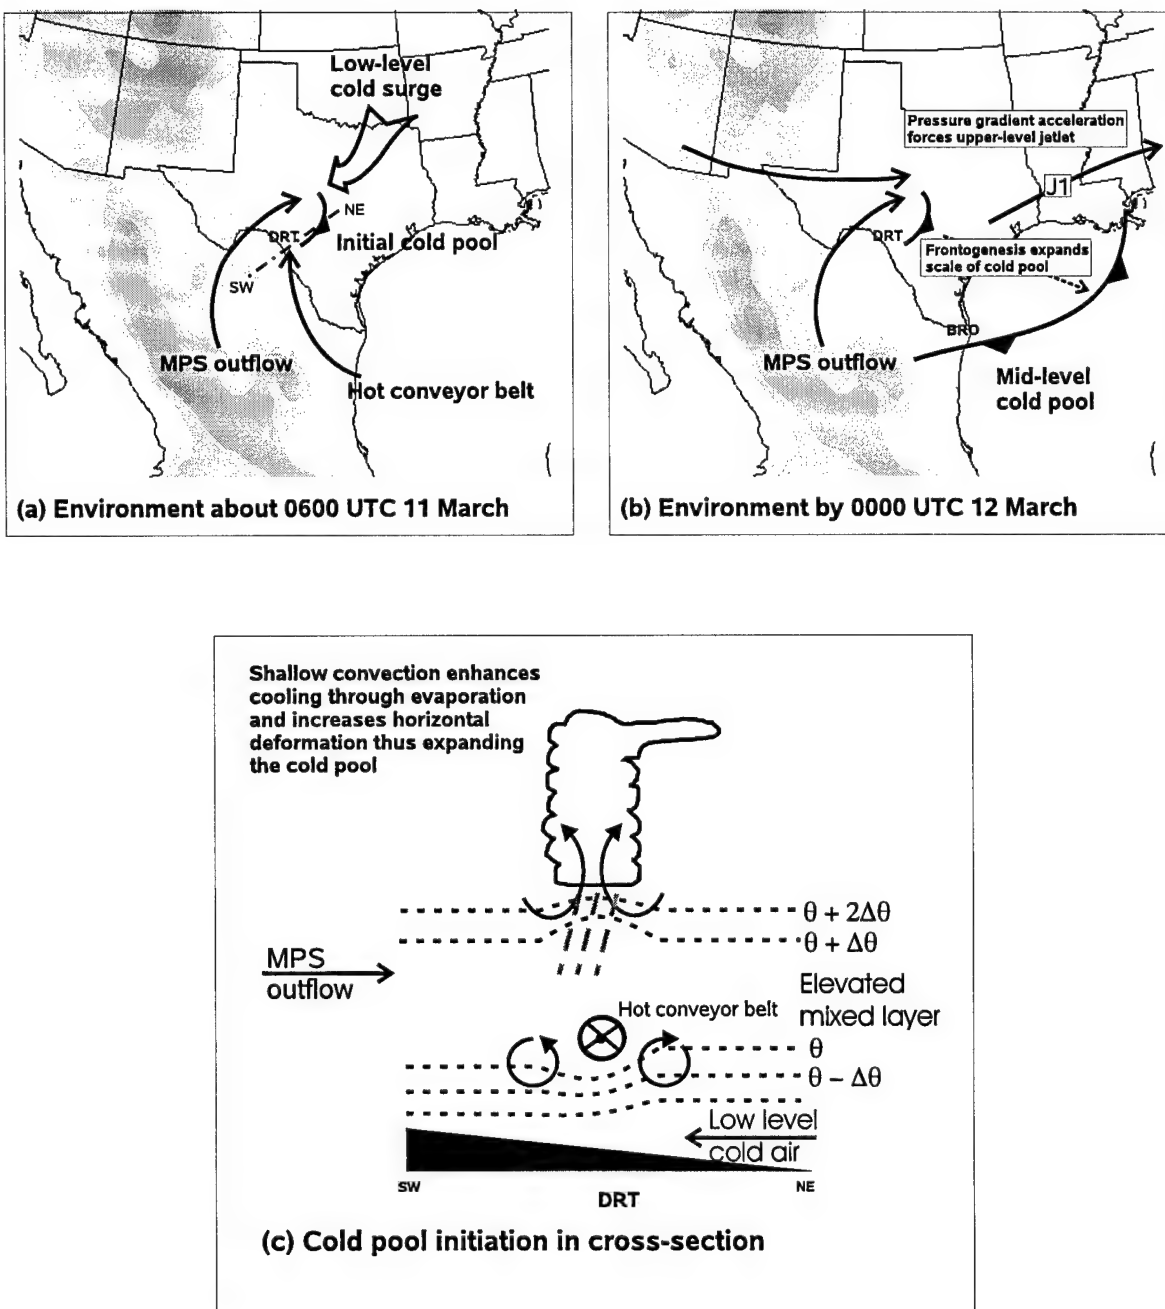 Low-level
cold surge
NE
DRT
Initial cold pool
SW
MPS outflow
Hot conveyor belt
(a) Environment about 0600 UTC 11 March
Pressure gradient acceleration
forces upper-level jetlet
J1
DRT
Frontogenesis expands
scale of cold pool
BRO
MPS outflow
Mid-level
cold pool
(b) Environment by 0000 UTC 12 March
Shallow convection enhances
cooling through evaporation
and increases horizontal
deformation thus expanding
the cold pool
θ + 2Δθ
θ + Δθ
MPS
outflow
Elevated
mixed layer
Hot conveyor belt
θ
θ – Δθ
Low level
cold air
SW
DRT
NE
(c) Cold pool initiation in cross-section